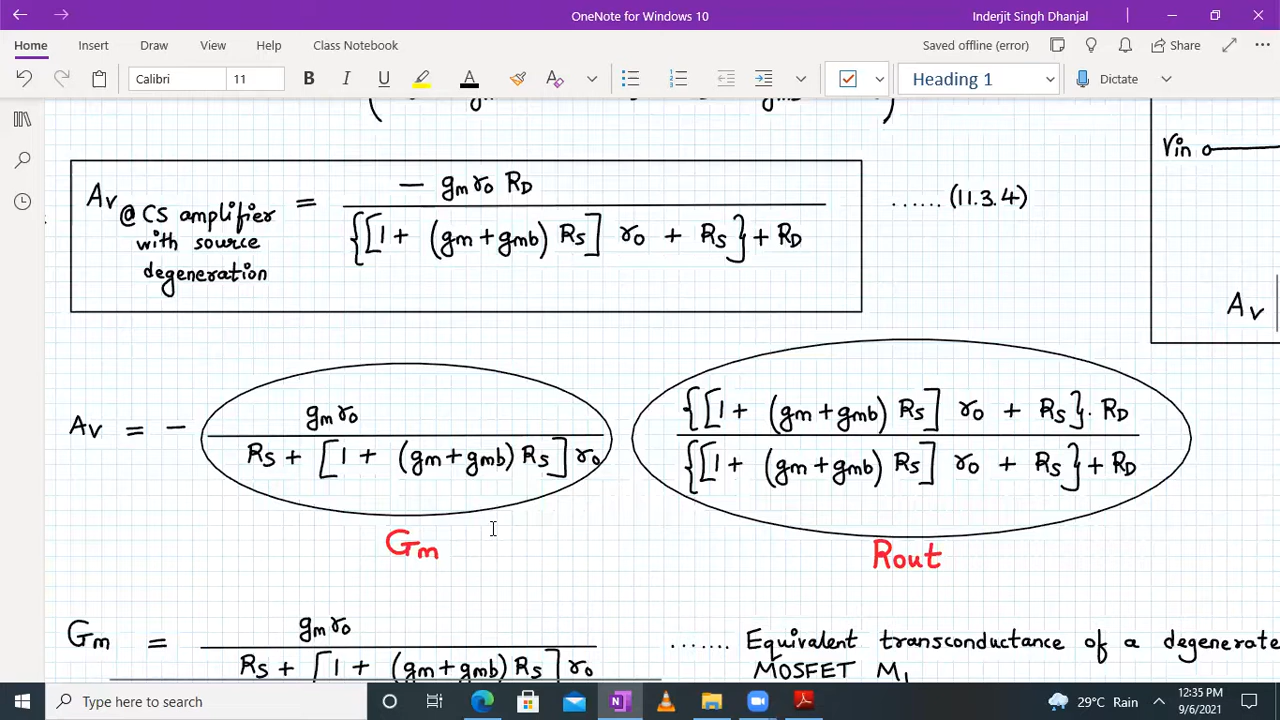 OneNote for Windows 10
Inderjit Singh Dhanjal
Home Insert Draw View Help Class Notebook
Saved offline (error)
Share
Calibri 11 B I U A
Heading 1
Dictate
Vin
Av @ CS amplifier with source degeneration = - gm ro RD / {[1 + (gm + gmb) RS] ro + RS} + RD ...... (11.3.4)
Av
Av = - gm ro / RS + [1 + (gm + gmb) RS] ro {[1 + (gm + gmb) RS] ro + RS} . RD / {[1 + (gm + gmb) RS] ro + RS} + RD
Gm
Rout
Gm = gm ro / RS + [1 + (gm + gmb) RS] ro ....... Equivalent transconductance of a degenerate
MOSFET M1
Type here to search
29°C Rain
12:35 PM
9/6/2021